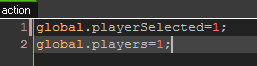 action
1 global.playerSelected=1;
2 global.players=1;